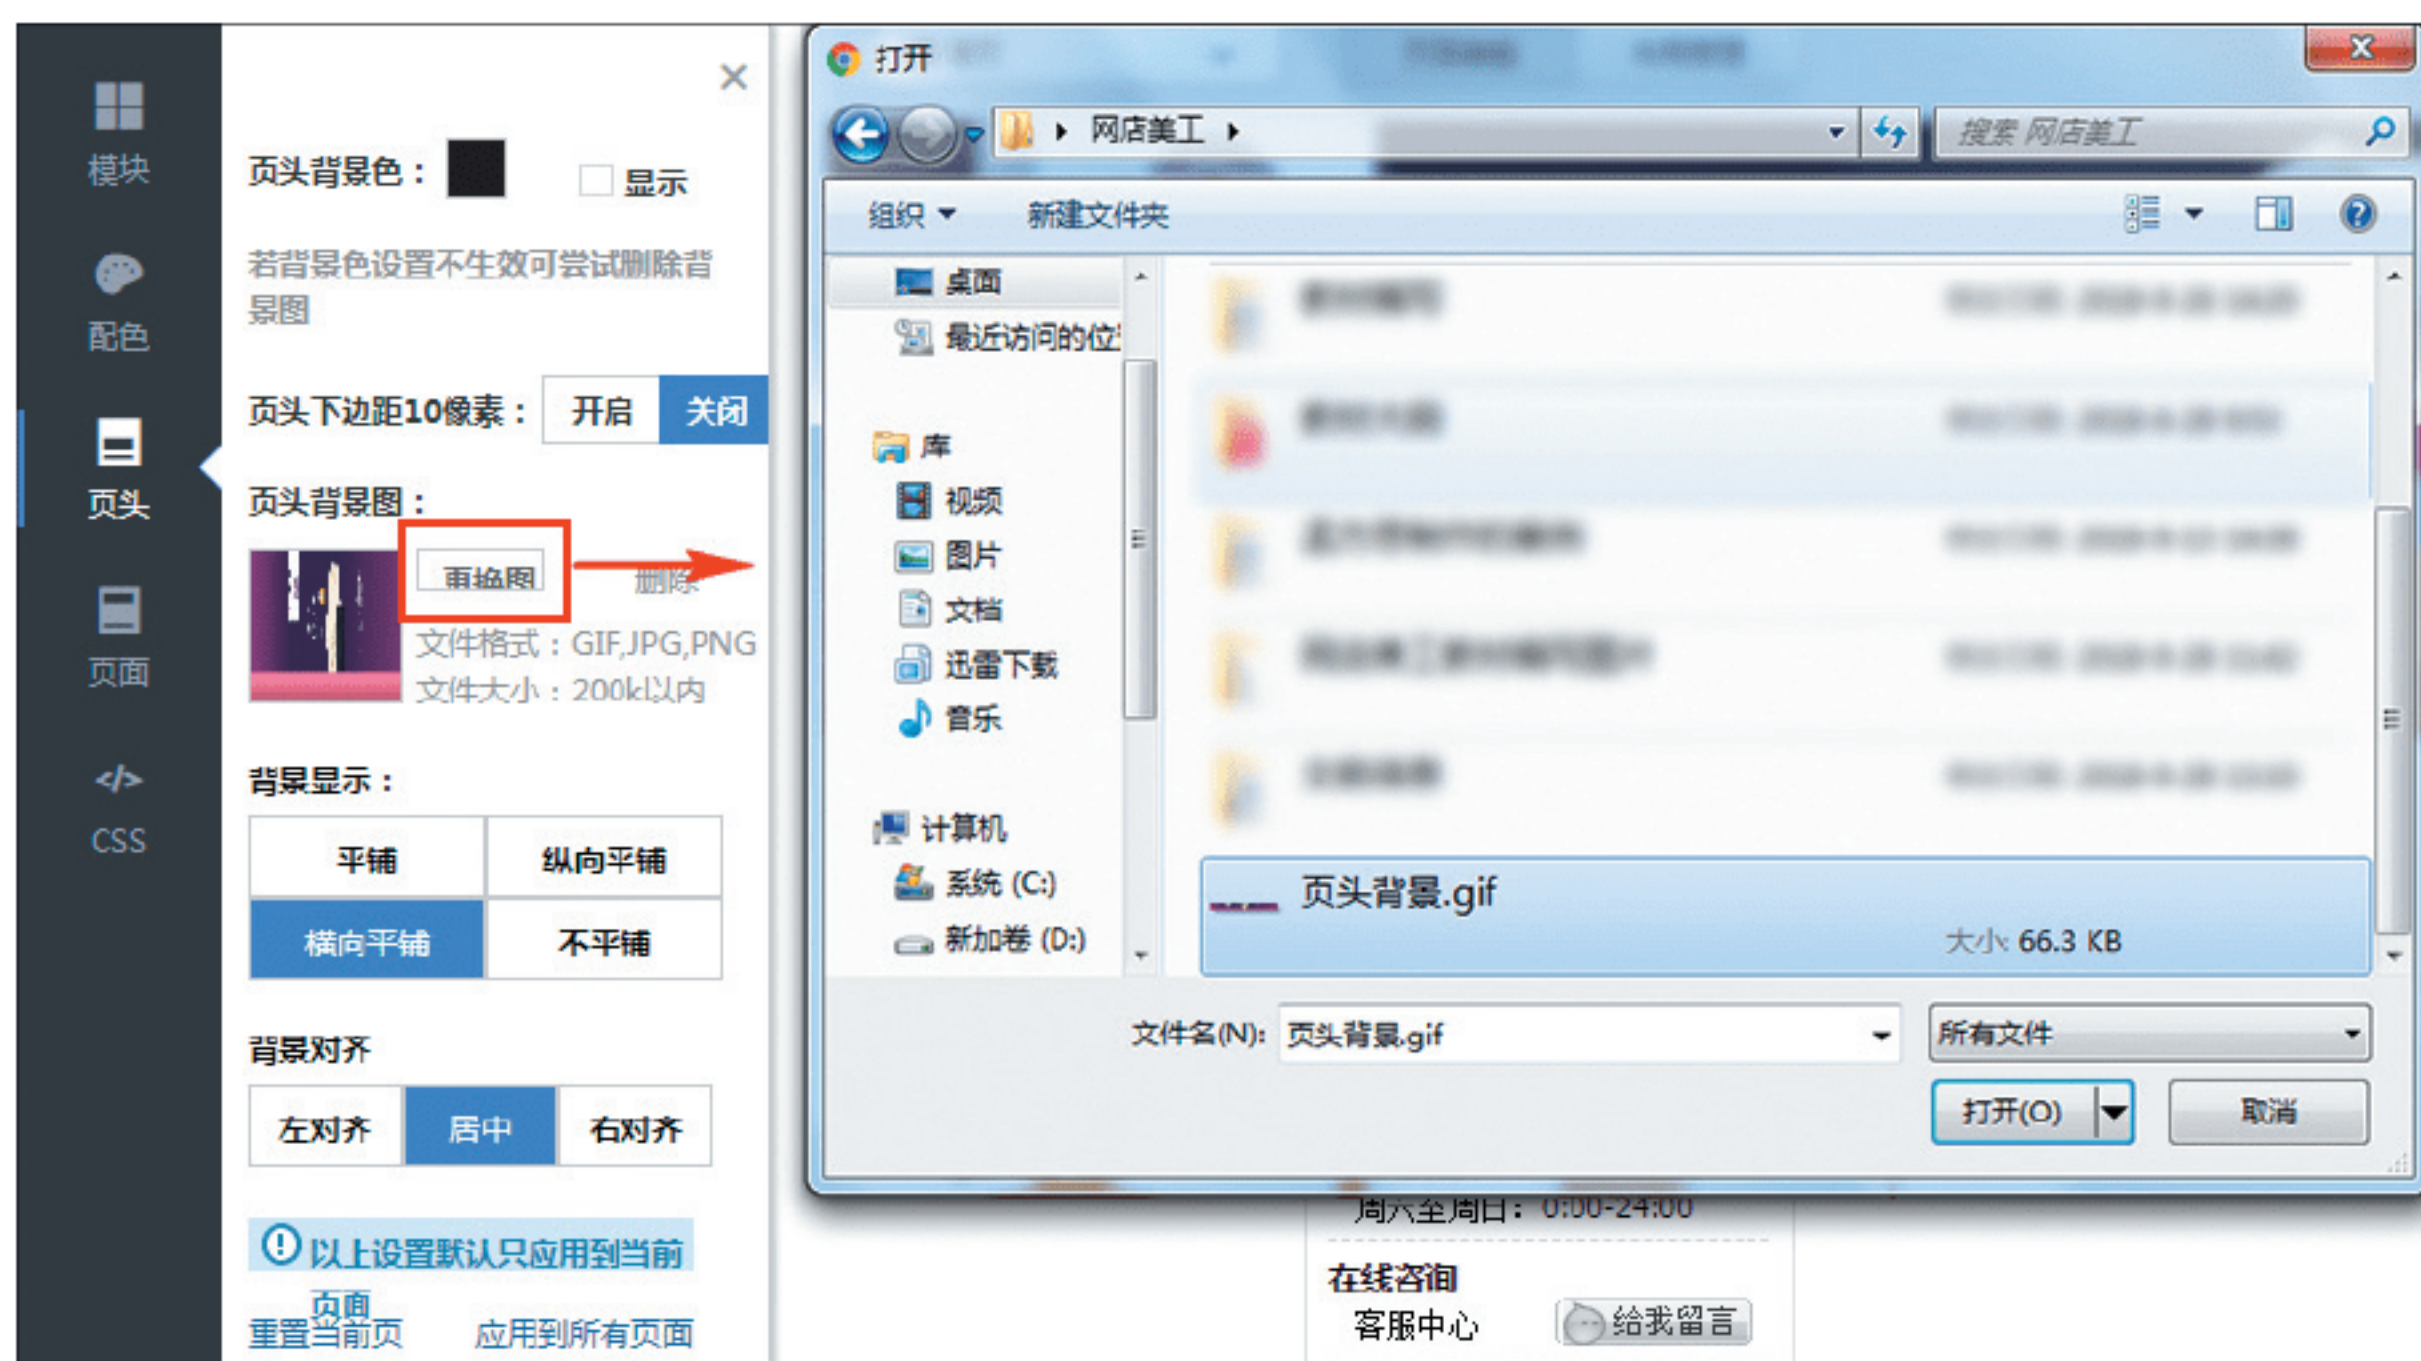 模块
配色
页头
页面
</>
CSS
页头背景色：
显示
若背景色设置不生效可尝试删除背
景图
页头下边距10像素：
开启
关闭
页头背景图：
更换图
删除
文件格式：GIF,JPG,PNG
文件大小：200k以内
背景显示：
平铺
纵向平铺
横向平铺
不平铺
背景对齐
左对齐
居中
右对齐
以上设置默认只应用到当前
页面
重置当前页
应用到所有页面
打开
网店美工
搜索 网店美工
组织
新建文件夹
桌面
最近访问的位
库
视频
图片
文档
迅雷下载
音乐
计算机
系统 (C:)
新加卷 (D:)
页头背景.gif
大小: 66.3 KB
文件名(N):
页头背景.gif
所有文件
打开(O)
取消
周六至周日：0:00-24:00
在线咨询
客服中心
给我留言